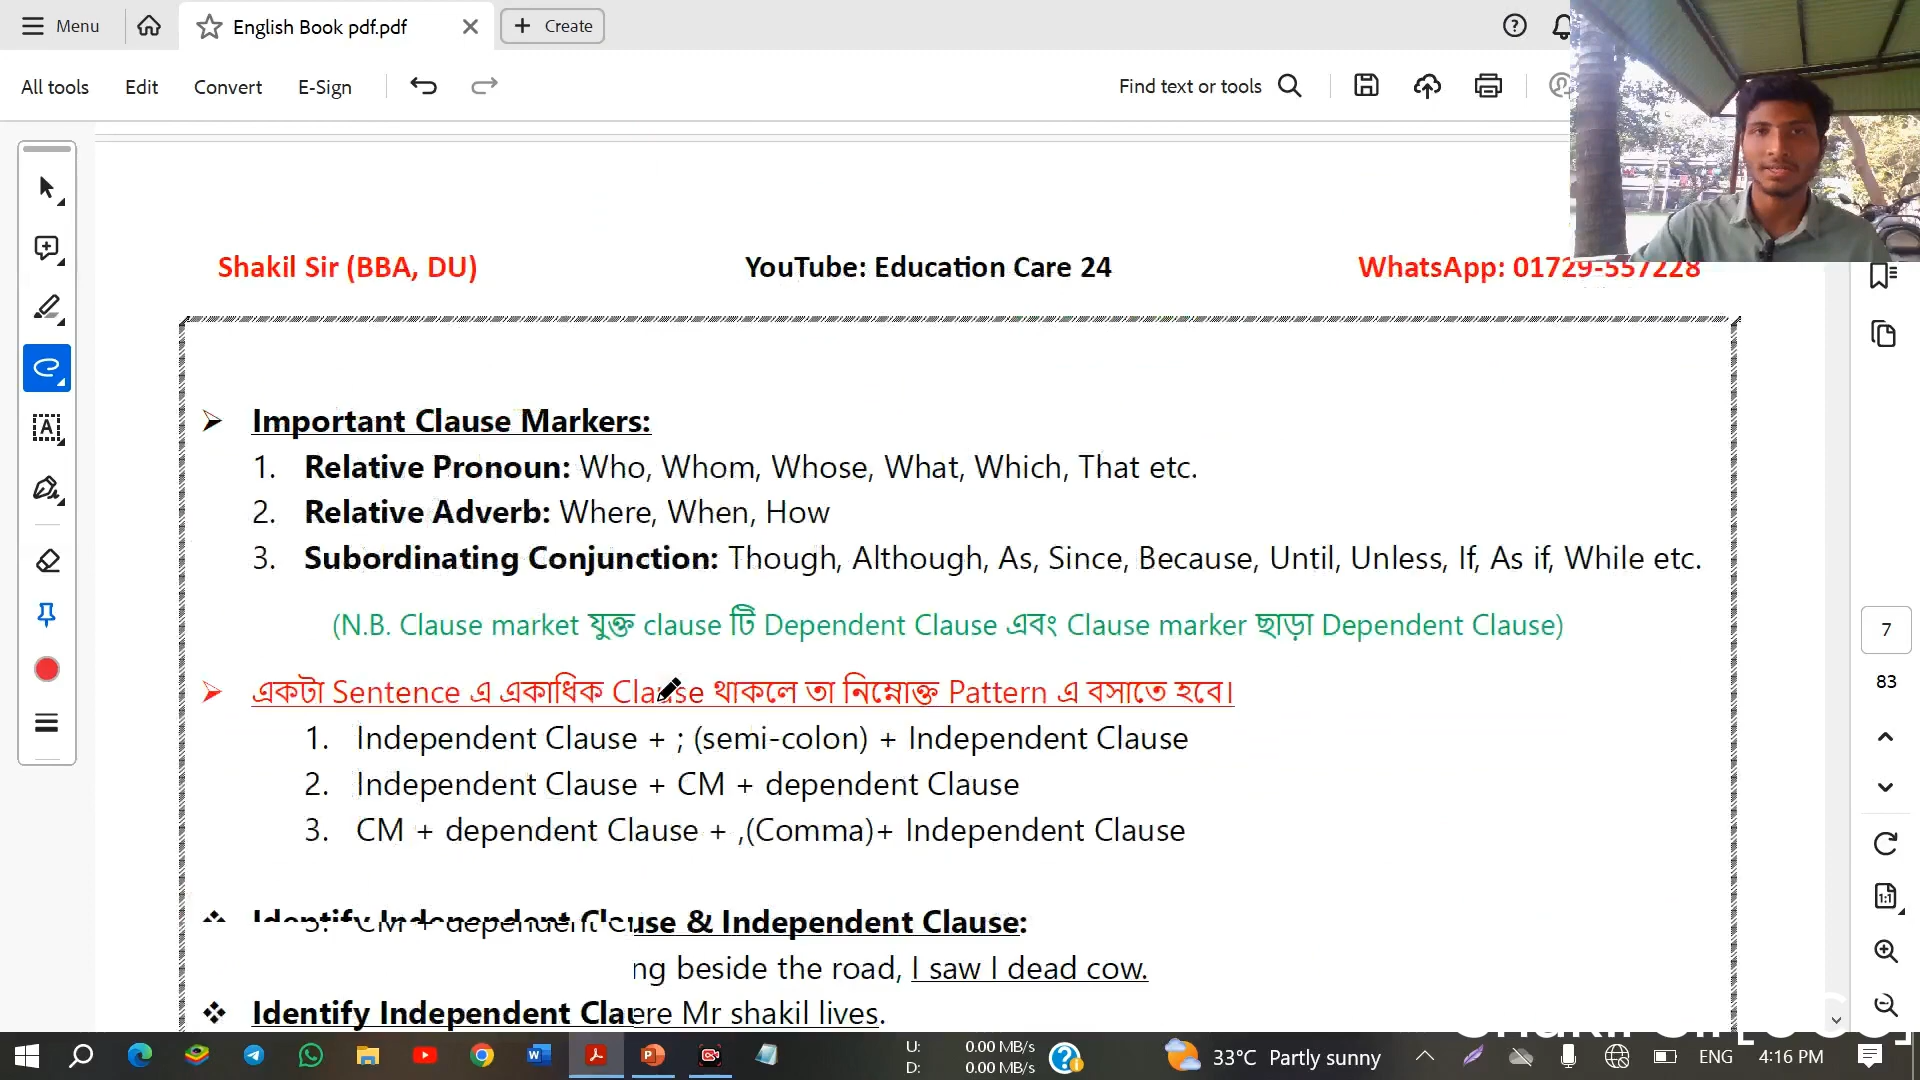 Menu
English Book pdf.pdf
Create
All tools
Edit
Convert
E-Sign
Find text or tools
Shakil Sir (BBA, DU)
YouTube: Education Care 24
WhatsApp: 01729-557228
Important Clause Markers:
1. Relative Pronoun: Who, Whom, Whose, What, Which, That etc.
2. Relative Adverb: Where, When, How
3. Subordinating Conjunction: Though, Although, As, Since, Because, Until, Unless, If, As if, While etc.
(N.B. Clause market যুক্ত clause টি Dependent Clause এবং Clause marker ছাড়া Dependent Clause)
একটা Sentence এ একাধিক Clause থাকলে তা নিম্নোক্ত Pattern এ বসাতে হবে।
1. Independent Clause + ; (semi-colon) + Independent Clause
2. Independent Clause + CM + dependent Clause
3. CM + dependent Clause + ,(Comma)+ Independent Clause
Clause & Independent Clause:
ng beside the road, I saw I dead cow.
Identify Independent Clau ere Mr shakil lives.
7
83
U: 0.00 MB/s
D: 0.00 MB/s
33°C Partly sunny
ENG
4:16 PM